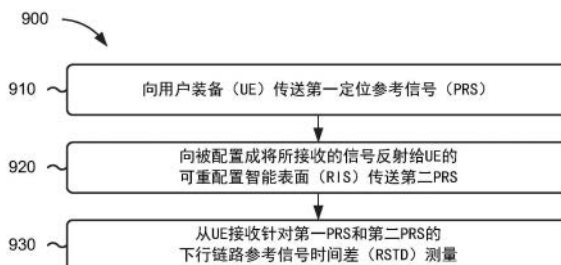 900
910
向用户装备（UE）传送第一定位参考信号（PRS）
920
向被配置成将所接收的信号反射给UE的
可重配置智能表面（RIS）传送第二PRS
930
从UE接收针对第一PRS和第二PRS的
下行链路参考信号时间差（RSTD）测量